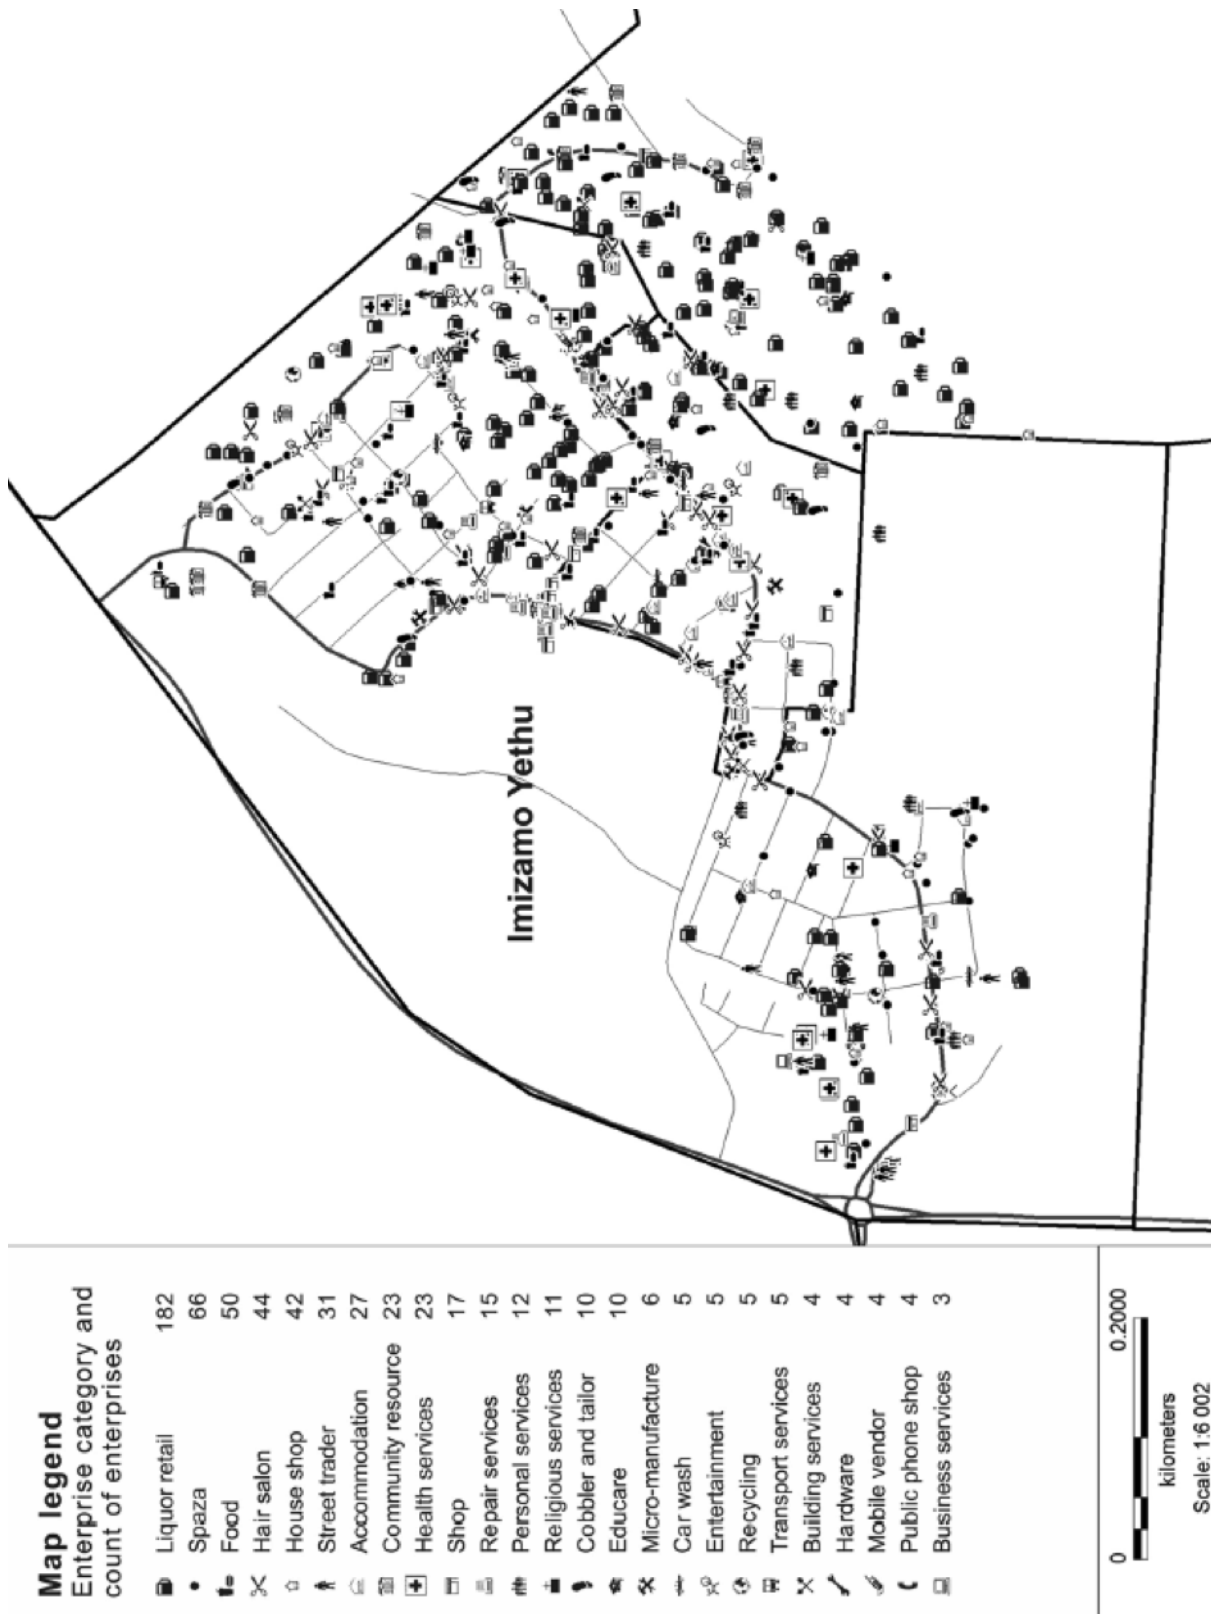 Map legend
Enterprise category and
count of enterprises
Liquor retail 182
Spaza 66
Food 50
Hair salon 44
House shop 42
Street trader 31
Accommodation 27
Community resource 23
Health services 23
Shop 17
Repair services 15
Personal services 12
Religious services 11
Cobbler and tailor 10
Educare 10
Micro-manufacture 6
Car wash 5
Entertainment 5
Recycling 5
Transport services 5
Building services 4
Hardware 4
Mobile vendor 4
Public phone shop 4
Business services 3
0 0.2000
kilometers
Scale: 1:6 002
Imizamo Yethu